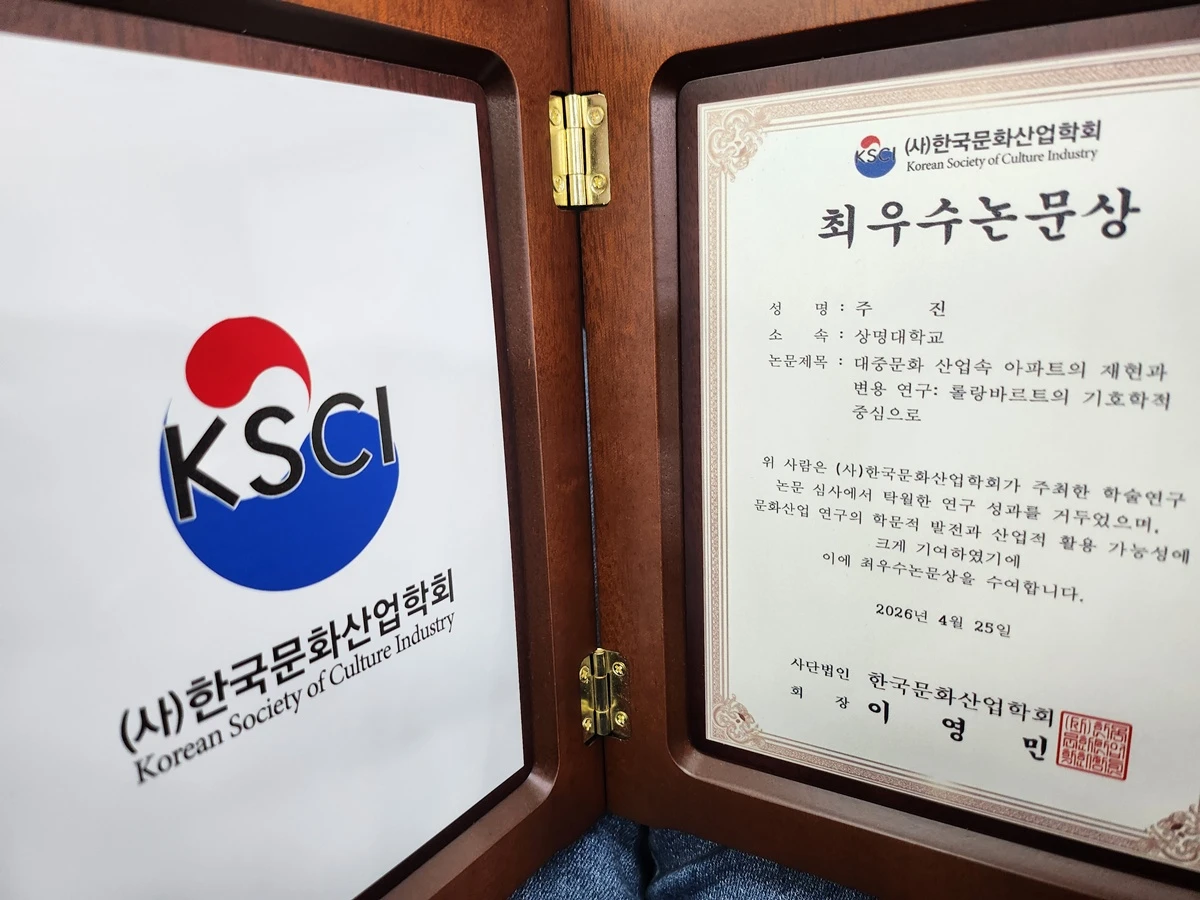 KSCI
(사)한국문화산업학회
Korean Society of Culture Industry
KSCI
(사)한국문화산업학회
Korean Society of Culture Industry
최우수논문상
성 명 : 주 진
소 속 : 상명대학교
논문제목 : 대중문화 산업속 아파트의 재현과
변용 연구: 롤랑바르트의 기호학적
중심으로
위 사람은 (사)한국문화산업학회가 주최한 학술연구
논문 심사에서 탁월한 연구 성과를 거두었으며,
문화산업 연구의 학문적 발전과 산업적 활용 가능성에
크게 기여하였기에
이에 최우수논문상을 수여합니다.
2026년 4월 25일
사단법인 한국문화산업학회
회 장 이 영 민